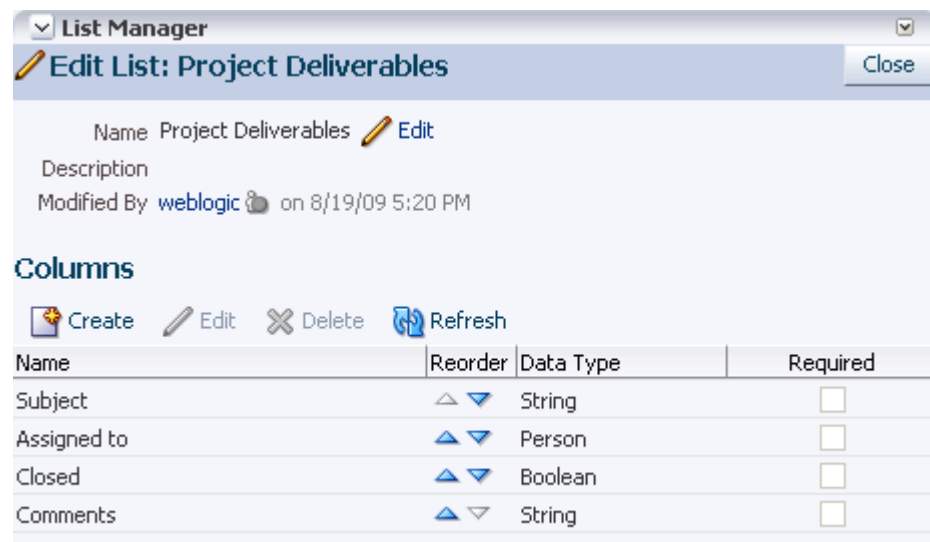 List Manager
Edit List: Project Deliverables Close
Name Project Deliverables Edit
Description
Modified By weblogic on 8/19/09 5:20 PM
Columns
Create Edit Delete Refresh
Name Reorder Data Type Required
Subject String
Assigned to Person
Closed Boolean
Comments String